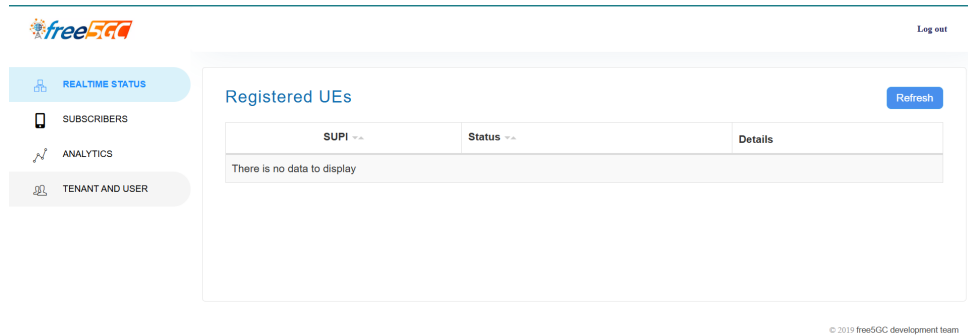 free5GC
Log out
REALTIME STATUS
SUBSCRIBERS
ANALYTICS
TENANT AND USER
Registered UEs
Refresh
SUPI Status Details
There is no data to display
© 2019 free5GC development team